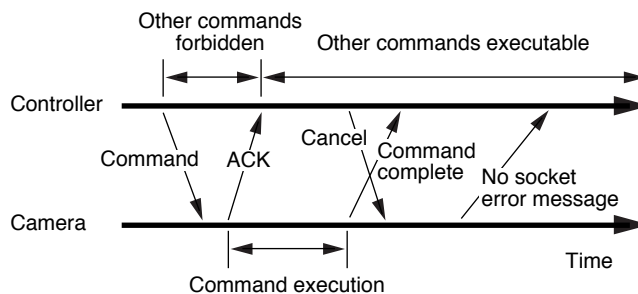 Other commands
forbidden
Other commands executable
Controller
Command
ACK
Cancel
Command
complete
No socket
error message
Camera
Time
Command execution